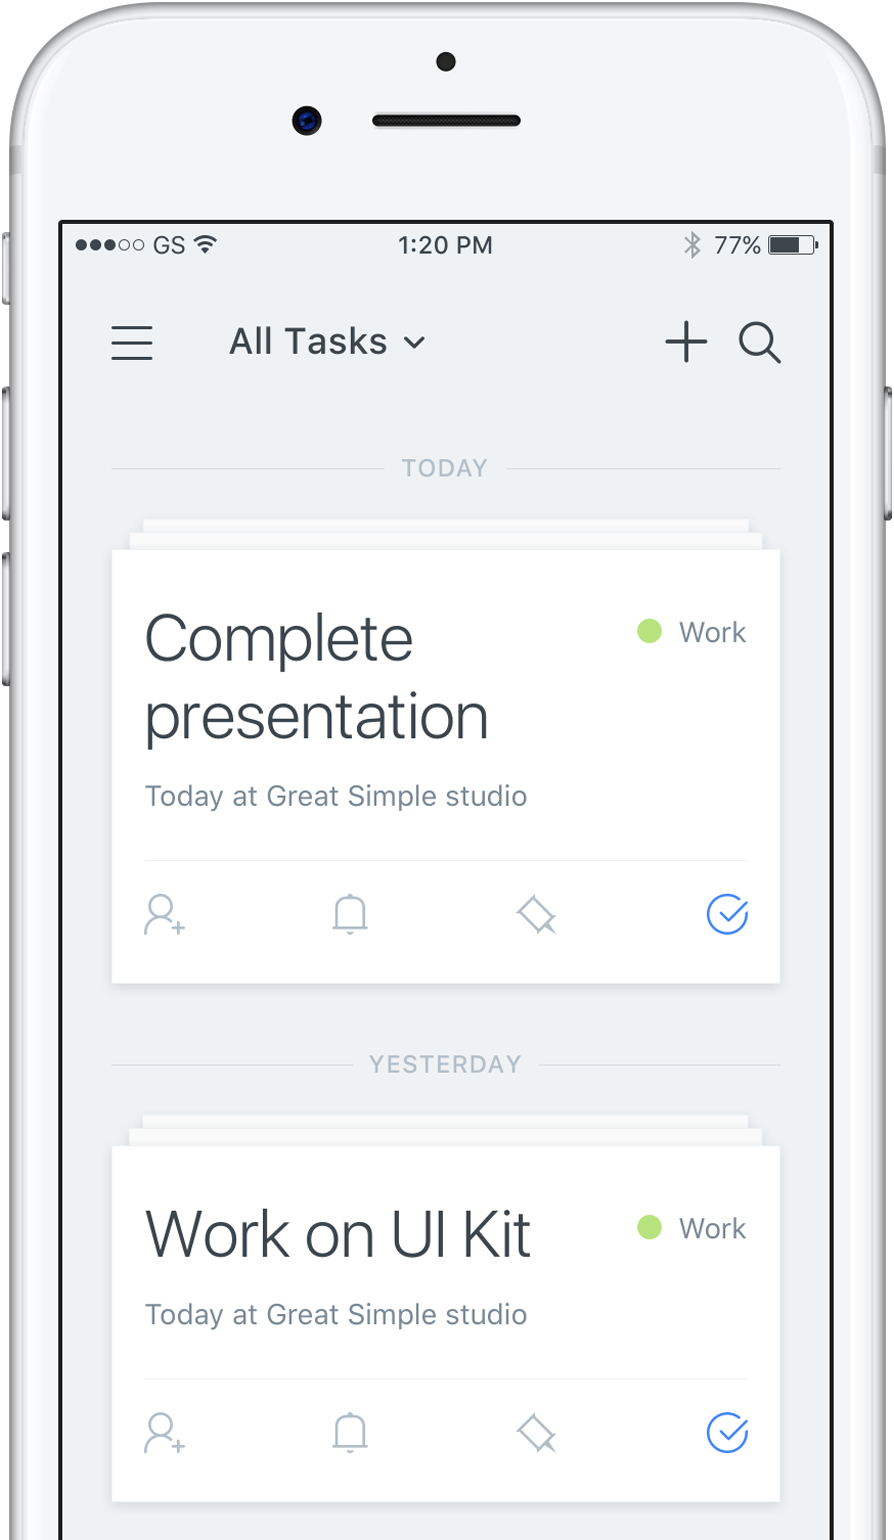 GS 1:20 PM 77%
All Tasks
TODAY
Complete
presentation
Work
Today at Great Simple studio
YESTERDAY
Work on UI Kit
Work
Today at Great Simple studio